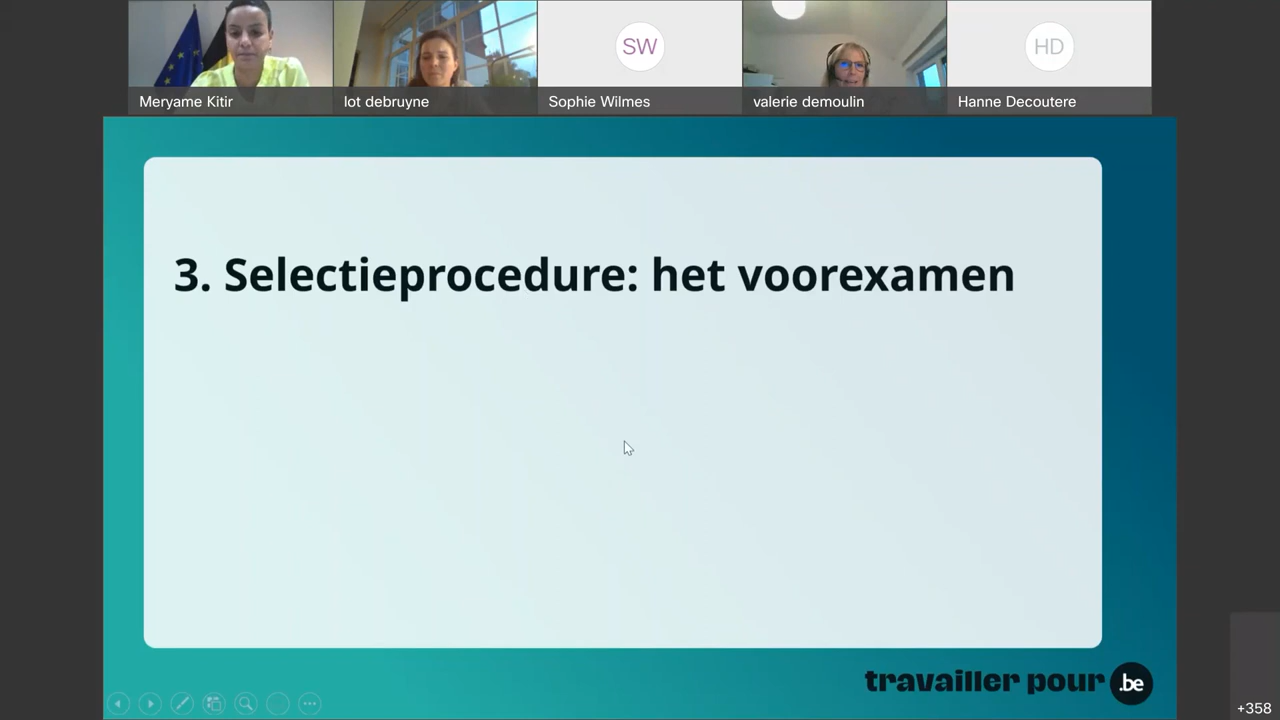 SW
HD
Meryame Kitir
lot debruyne
Sophie Wilmes
valerie demoulin
Hanne Decoutere
3. Selectieprocedure: het voorexamen
travailler pour .be
+358